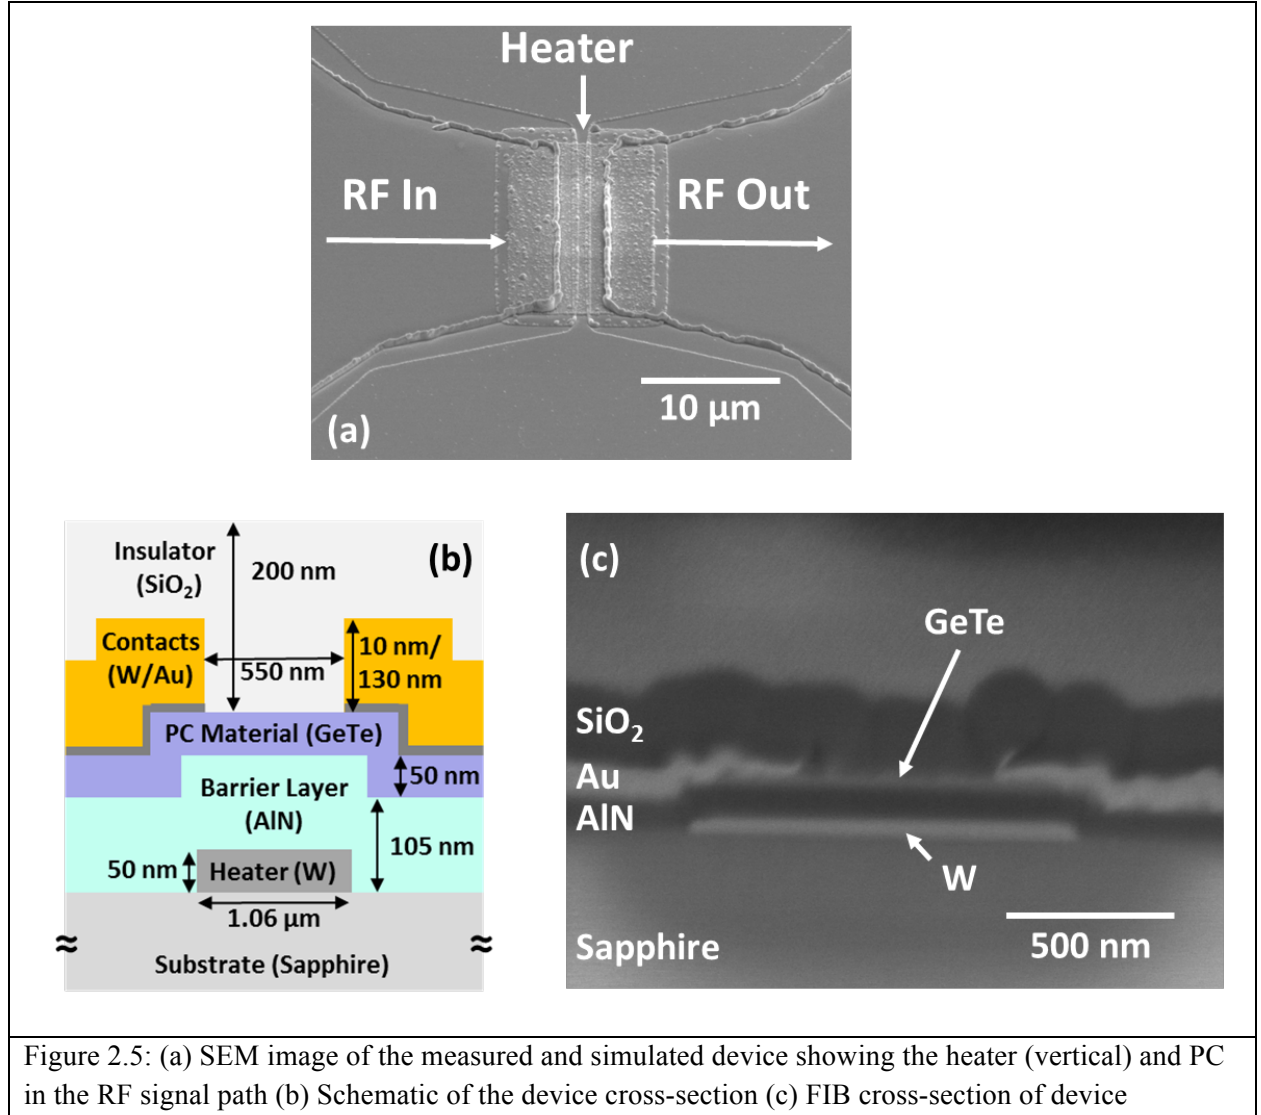 Heater
RF In
RF Out
10 µm
(a)
(b)
Insulator
(SiO₂)
200 nm
Contacts
(W/Au)
550 nm
10 nm/
130 nm
PC Material (GeTe)
50 nm
Barrier Layer
(AlN)
105 nm
50 nm
Heater (W)
1.06 µm
≈
≈
Substrate (Sapphire)
(c)
GeTe
SiO₂
Au
AlN
W
500 nm
Sapphire
Figure 2.5: (a) SEM image of the measured and simulated device showing the heater (vertical) and PC
in the RF signal path (b) Schematic of the device cross-section (c) FIB cross-section of device